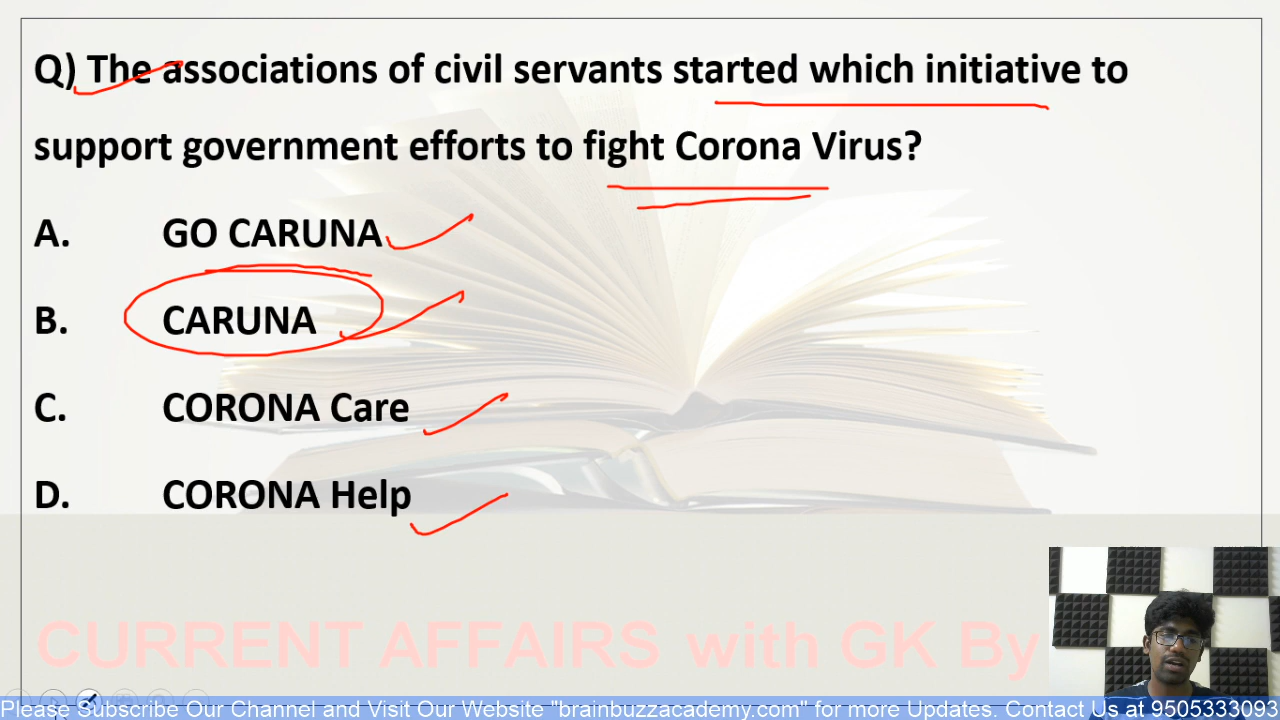 Q) The associations of civil servants started which initiative to
support government efforts to fight Corona Virus?
A. GO CARUNA
B. CARUNA
C. CORONA Care
D. CORONA Help
CURRENT AFFAIRS with GK By
Please Subscribe Our Channel and Visit Our Website "brainbuzzacademy.com" for more Updates. Contact Us at 9505333093